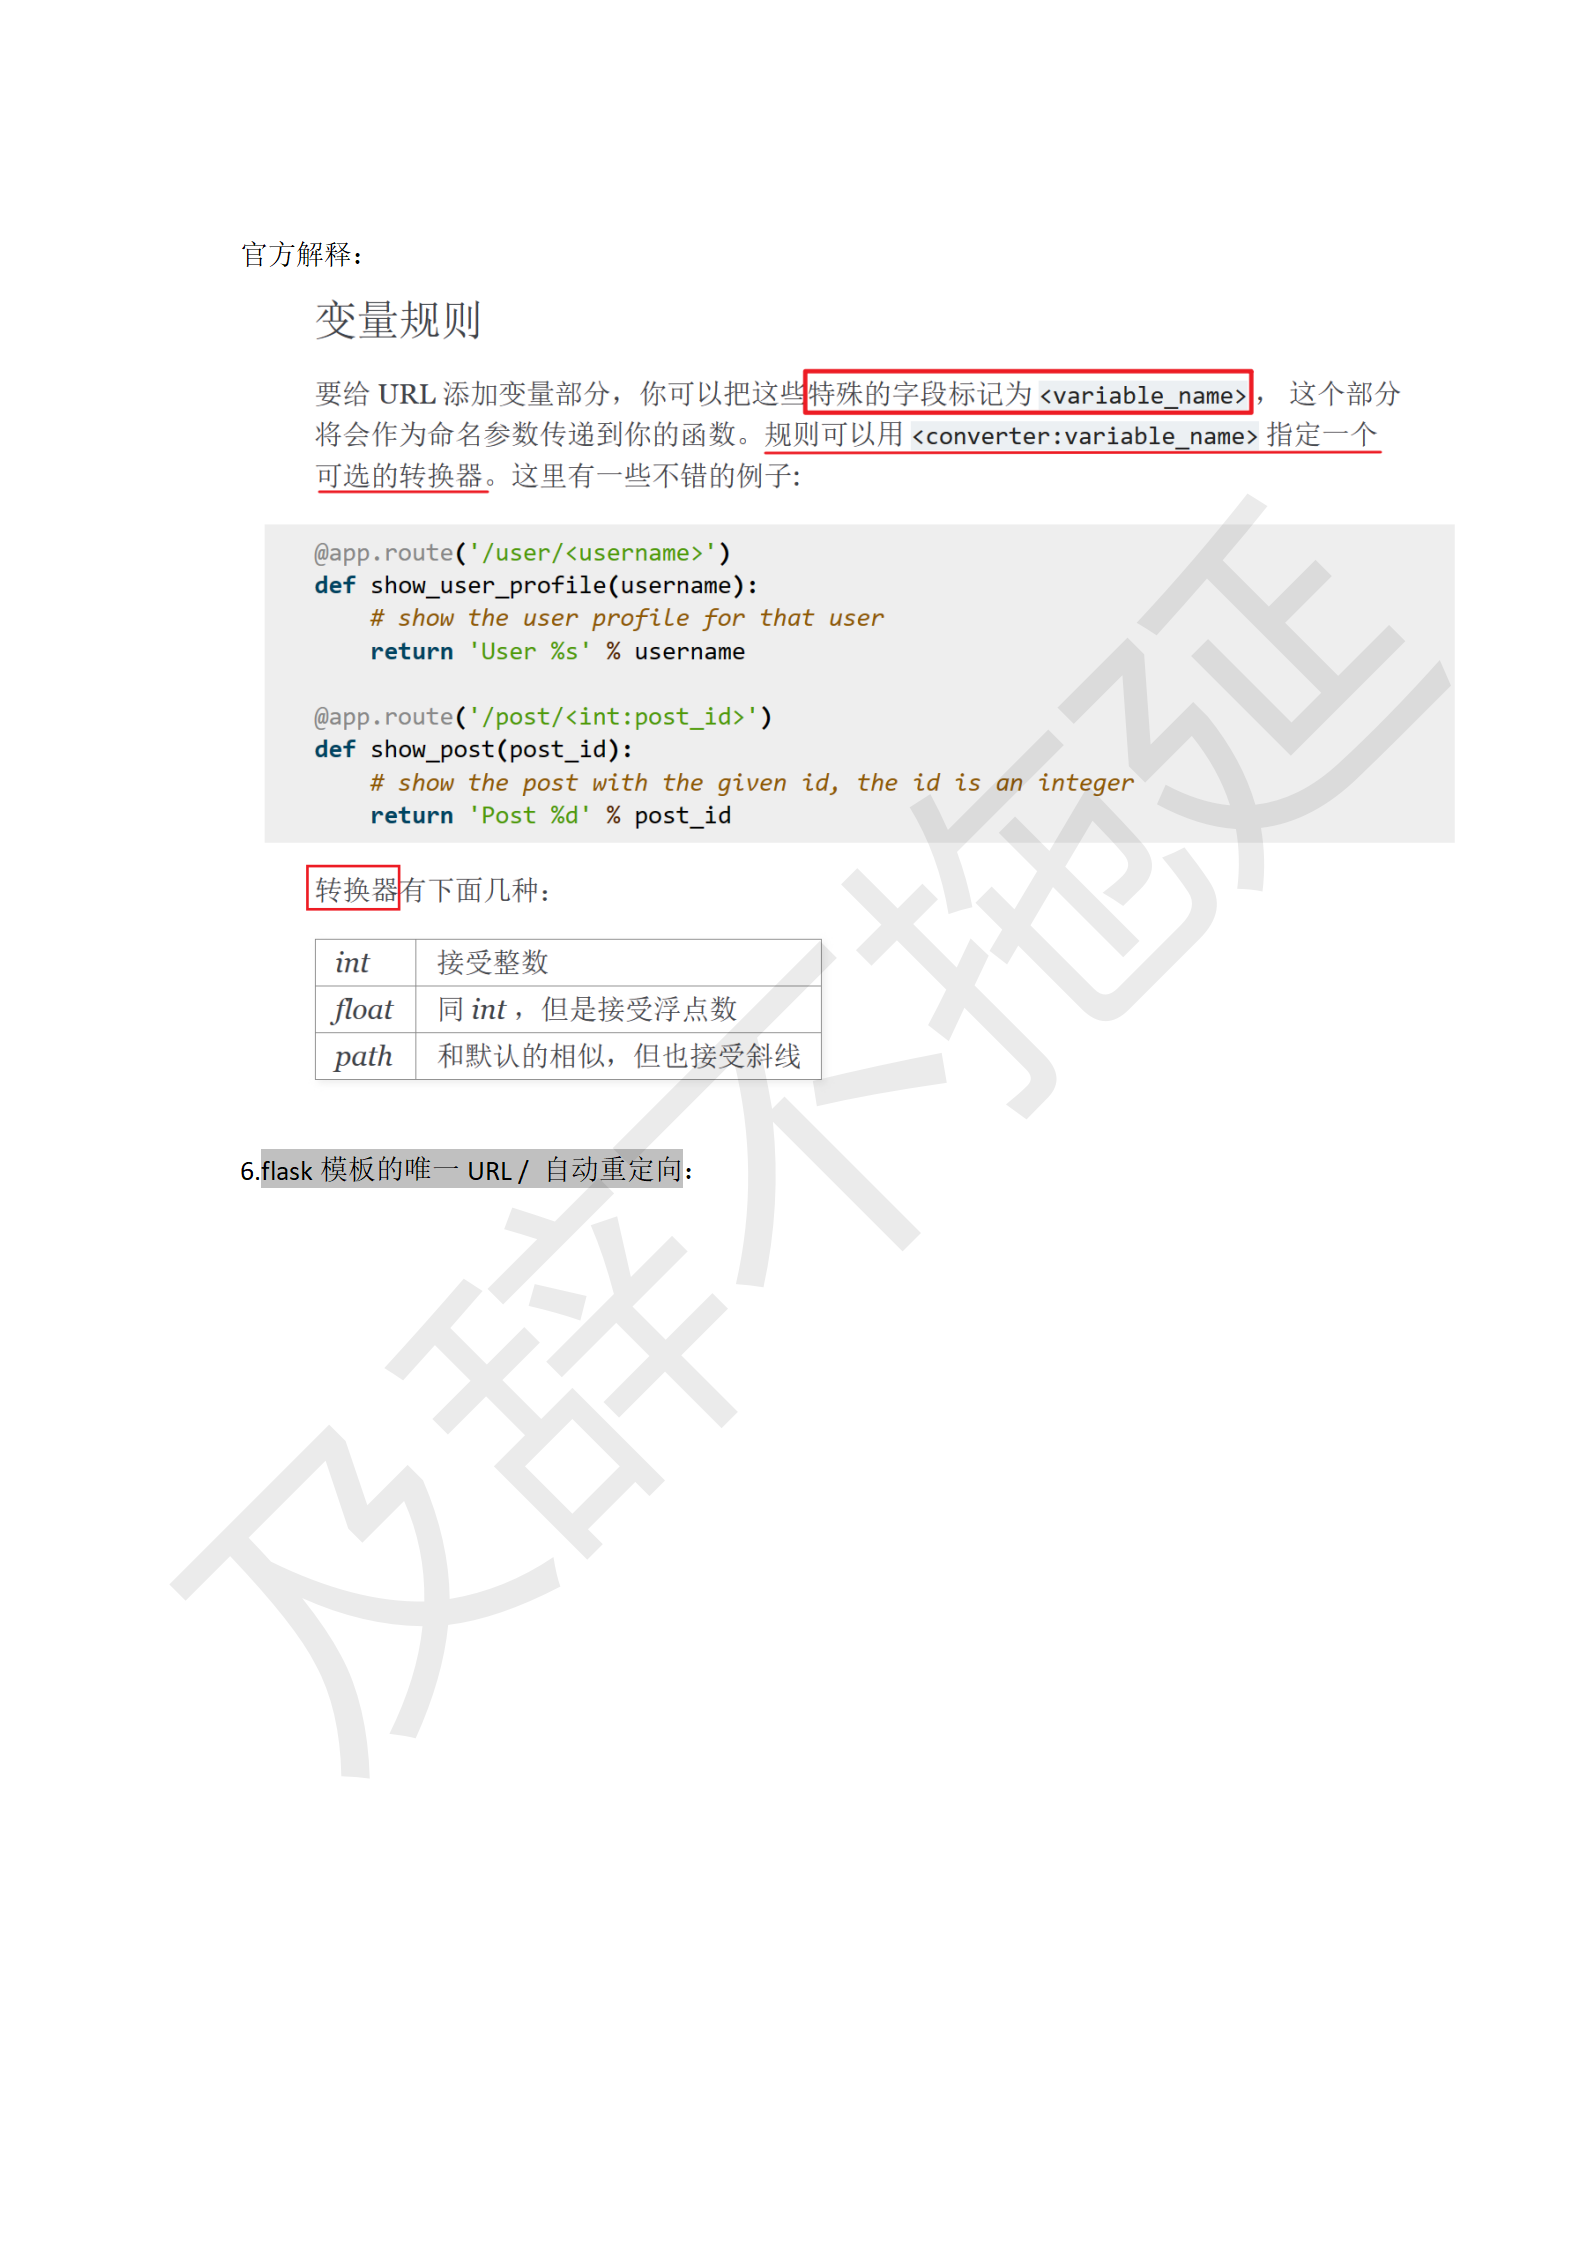 官方解释：
变量规则
要给 URL 添加变量部分，你可以把这些特殊的字段标记为 <variable_name>， 这个部分
将会作为命名参数传递到你的函数。规则可以用 <converter:variable_name> 指定一个
可选的转换器。这里有一些不错的例子:
@app.route('/user/<username>')
def show_user_profile(username):
    # show the user profile for that user
    return 'User %s' % username
@app.route('/post/<int:post_id>')
def show_post(post_id):
    # show the post with the given id, the id is an integer
    return 'Post %d' % post_id
转换器有下面几种：
int 接受整数
float 同 int ，但是接受浮点数
path 和默认的相似，但也接受斜线
6.flask 模板的唯一 URL / 自动重定向：
及辞不拖延